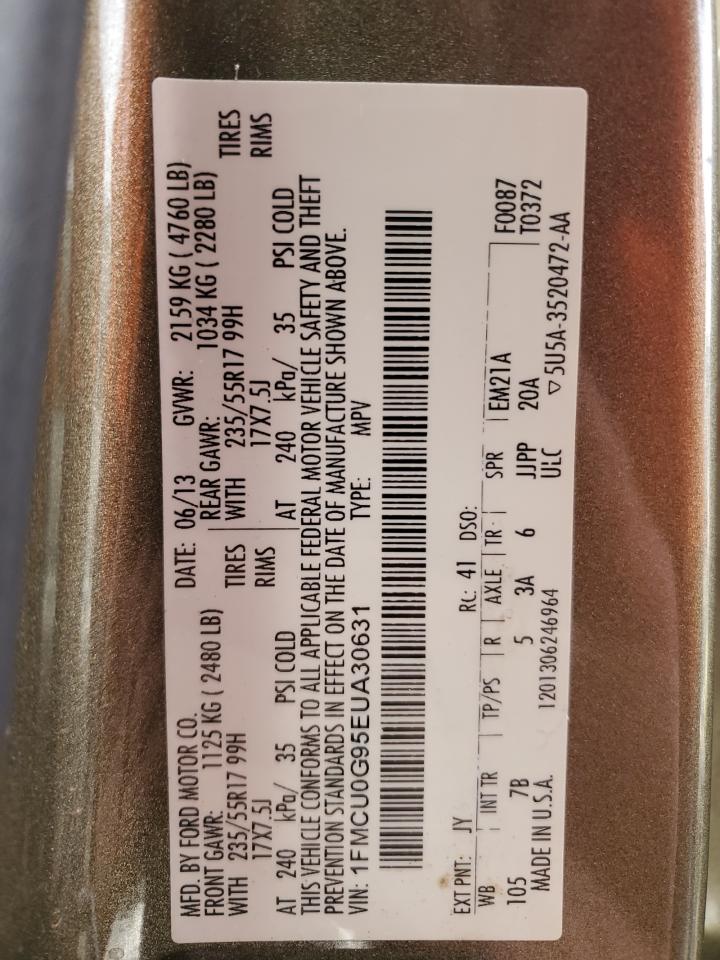 MFD. BY FORD MOTOR CO. DATE: 06/13 GVWR: 2159 KG ( 4760 LB)
FRONT GAWR: 1125 KG ( 2480 LB) REAR GAWR: 1034 KG ( 2280 LB)
WITH 235/55R17 99H TIRES WITH 235/55R17 99H TIRES
17X7.5J RIMS 17X7.5J RIMS
AT 240 kPa/ 35 PSI COLD AT 240 kPa/ 35 PSI COLD
THIS VEHICLE CONFORMS TO ALL APPLICABLE FEDERAL MOTOR VEHICLE SAFETY AND THEFT
PREVENTION STANDARDS IN EFFECT ON THE DATE OF MANUFACTURE SHOWN ABOVE.
VIN: 1FMCU0G95EUA30631 TYPE: MPV
EXT PNT: JY RC: 41 DSO: F0087
WB INT TR TP/PS R AXLE TR SPR EM21A T0372
105 7B 5 3A 6 JJPP 20A
MADE IN U.S.A. 1201306246964 ULC ▽5U5A-3520472-AA